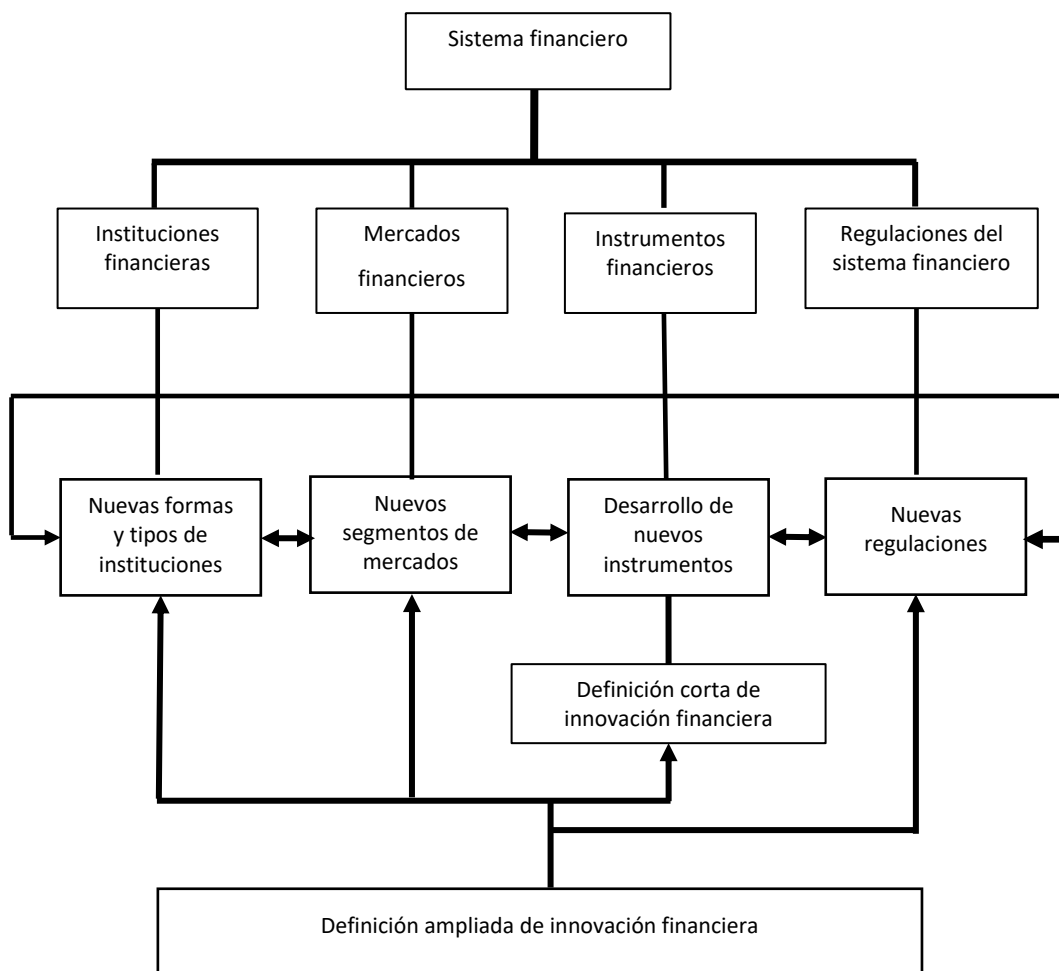 Sistema financiero
Instituciones
financieras
Mercados
financieros
Instrumentos
financieros
Regulaciones del
sistema financiero
Nuevas formas
y tipos de
instituciones
Nuevos
segmentos de
mercados
Desarrollo de
nuevos
instrumentos
Nuevas
regulaciones
Definición corta de
innovación financiera
Definición ampliada de innovación financiera